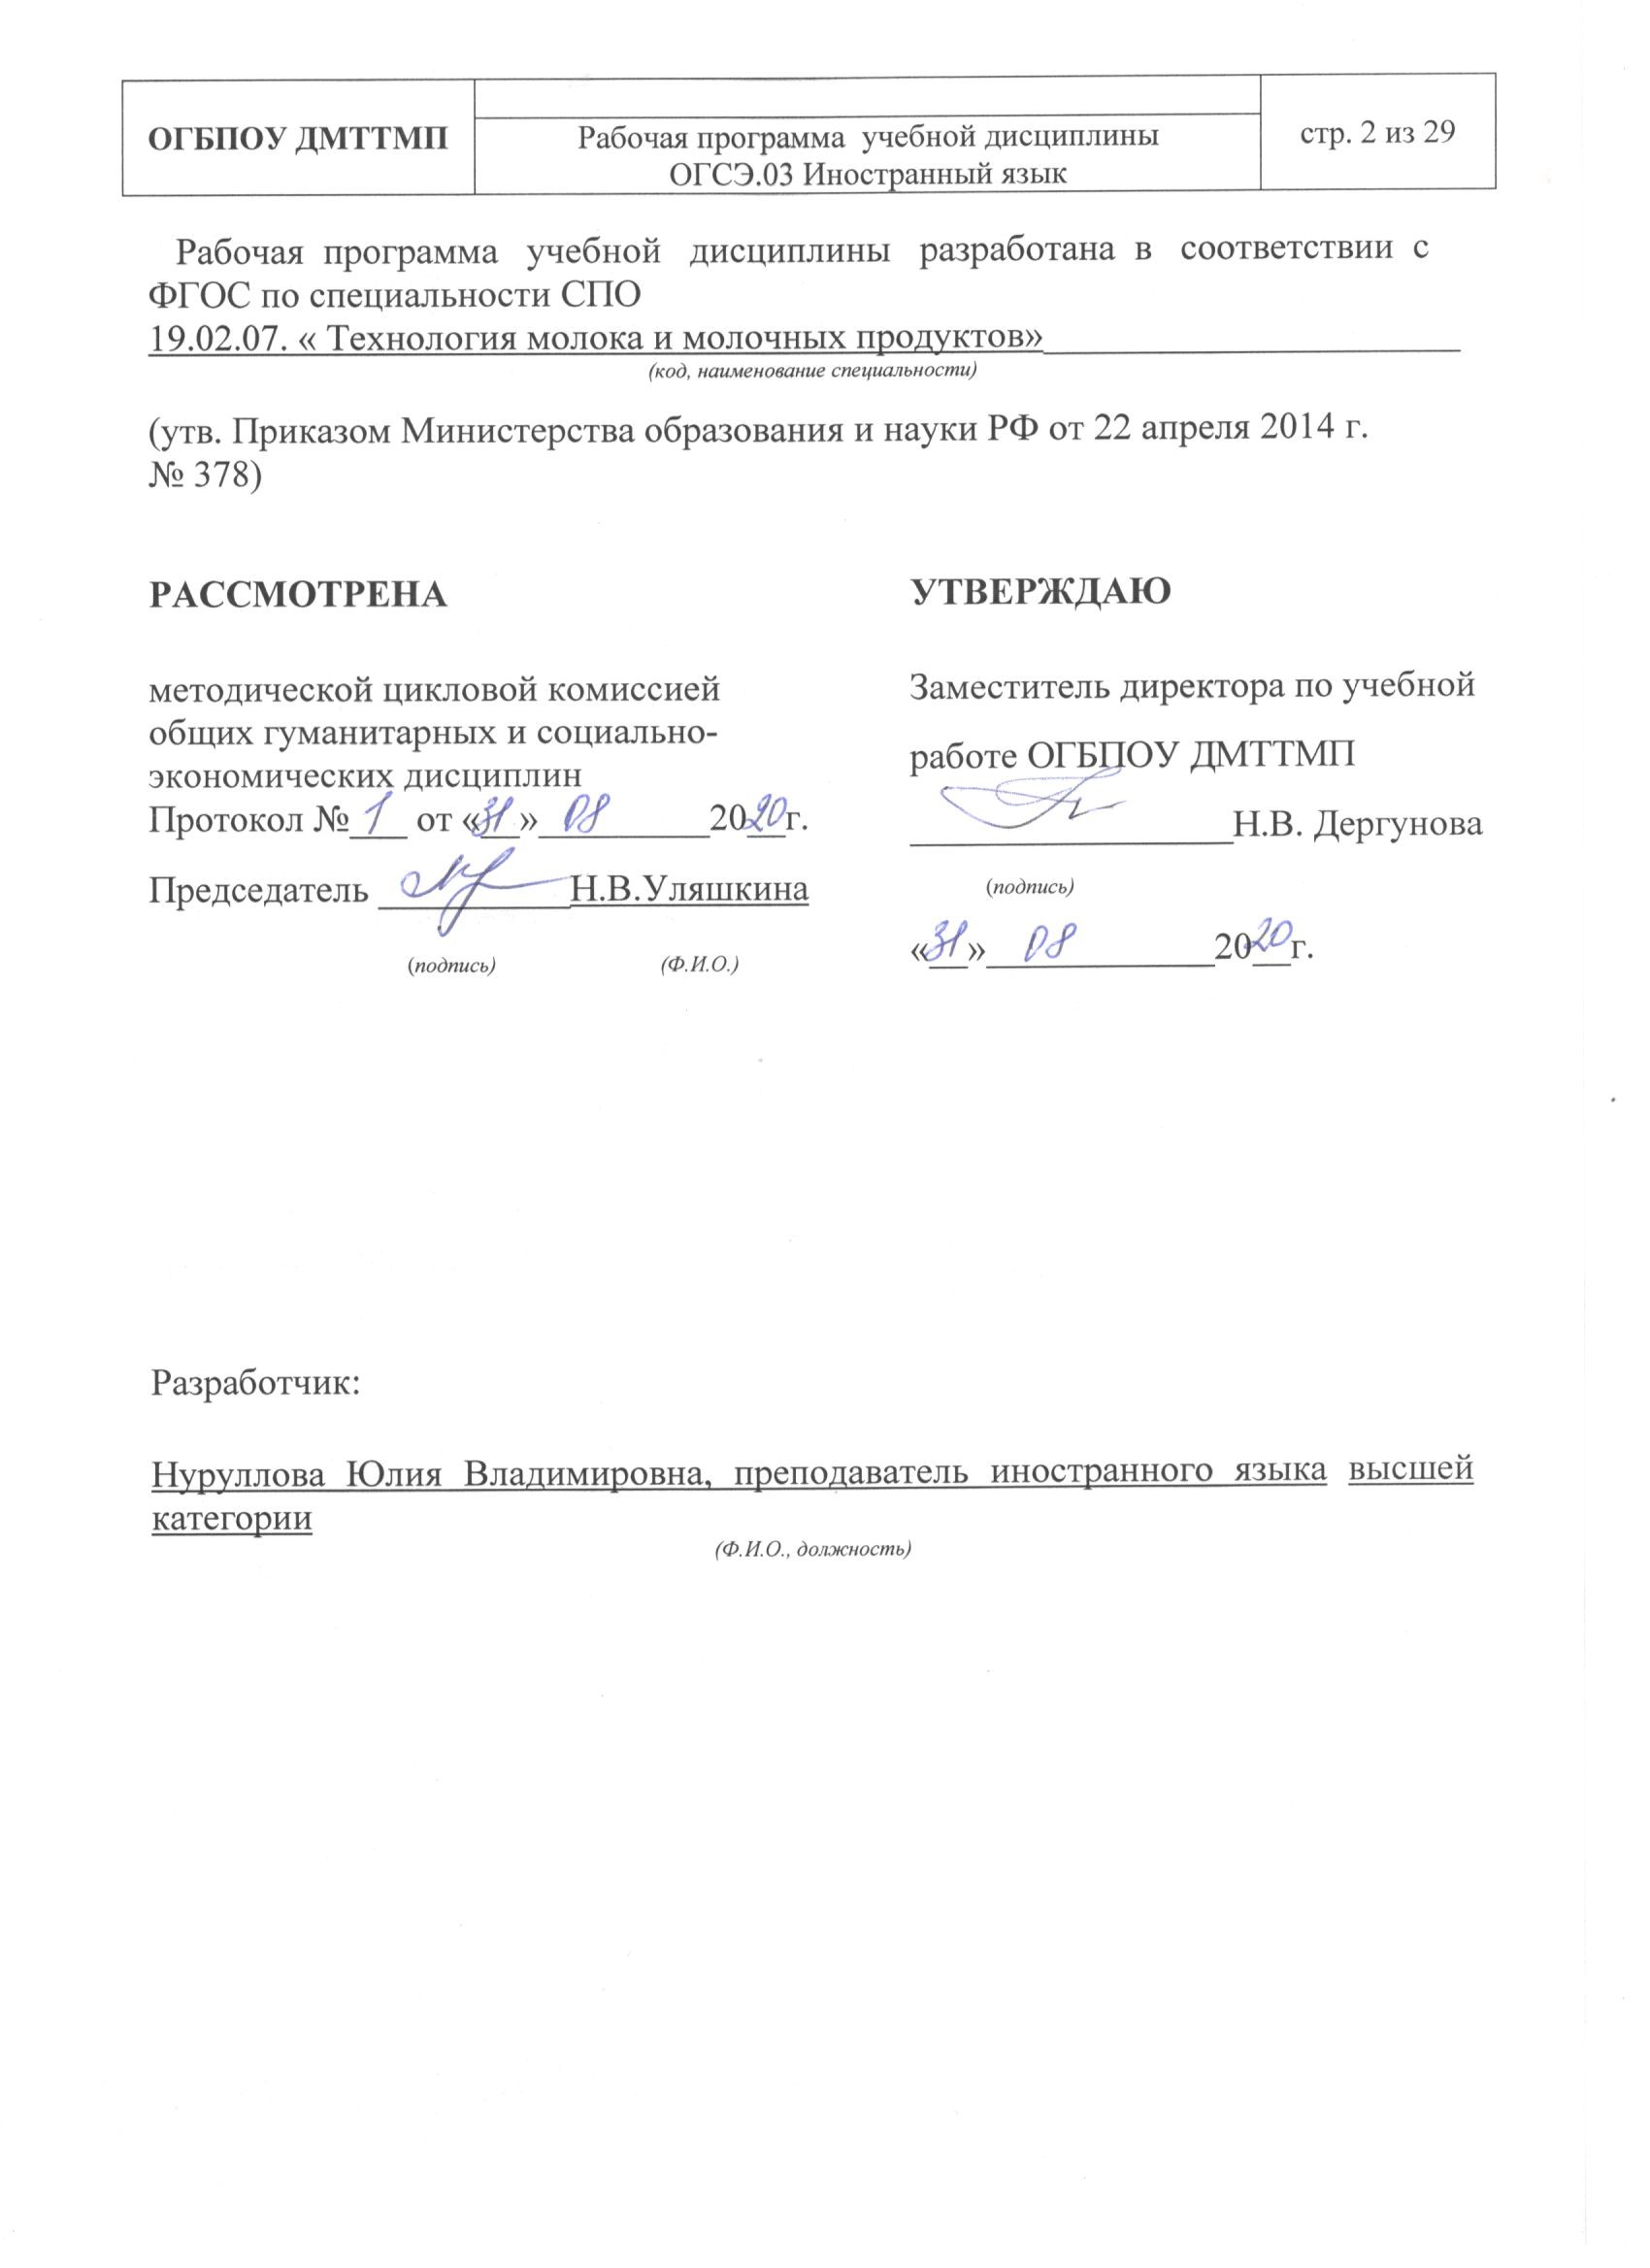 ОГБПОУ ДМТТМП
Рабочая программа учебной дисциплины
ОГСЭ.03 Иностранный язык
стр. 2 из 29
Рабочая программа учебной дисциплины разработана в соответствии с
ФГОС по специальности СПО
19.02.07. « Технология молока и молочных продуктов»
(код, наименование специальности)
(утв. Приказом Министерства образования и науки РФ от 22 апреля 2014 г.
№ 378)
РАССМОТРЕНА
методической цикловой комиссией
общих гуманитарных и социально-
экономических дисциплин
Протокол № 1 от «31» 08 2020г.
Председатель Н.В.Уляшкина
(подпись) (Ф.И.О.)
УТВЕРЖДАЮ
Заместитель директора по учебной
работе ОГБПОУ ДМТТМП
Н.В. Дергунова
(подпись)
«31» 08 2020г.
Разработчик:
Нуруллова Юлия Владимировна, преподаватель иностранного языка высшей
категории
(Ф.И.О., должность)